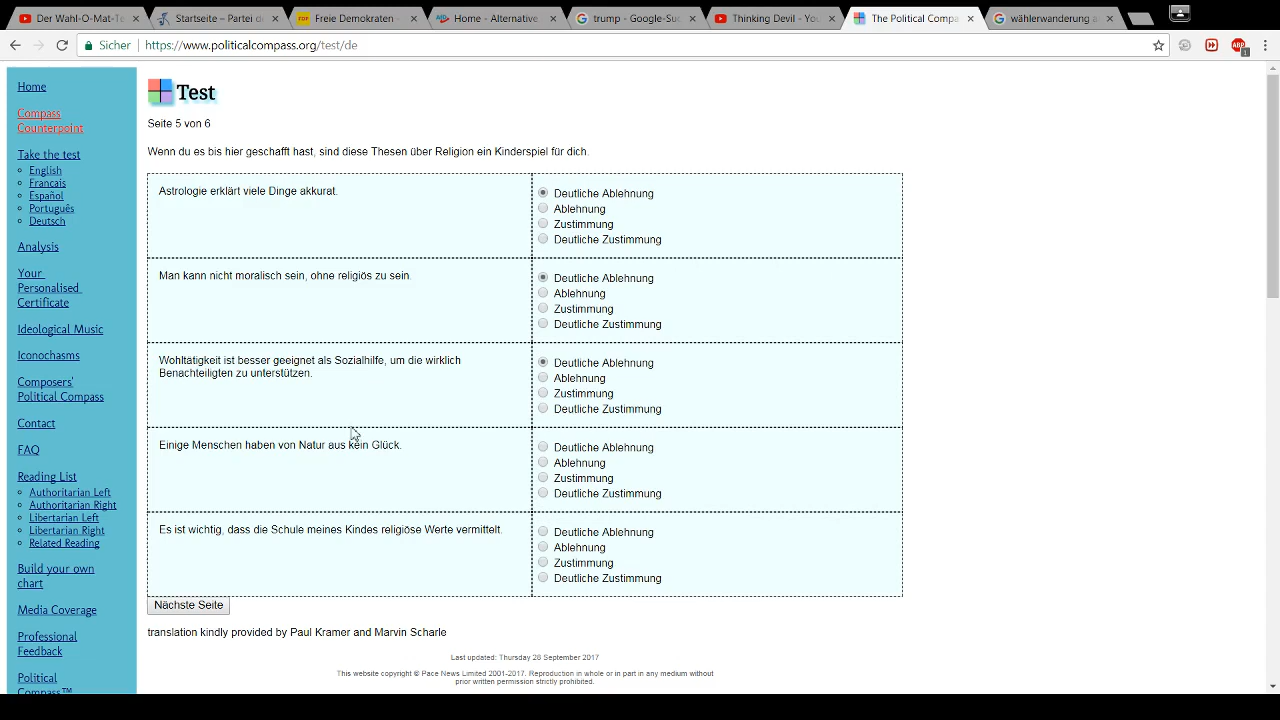 Der Wahl-O-Mat-Te
Startseite – Partei de
Freie Demokraten –
Home - Alternative
trump - Google-Suc
Thinking Devil - You
The Political Compa
wählerwanderung a
Sicher
https://www.politicalcompass.org/test/de
Home
Compass
Counterpoint
Take the test
English
Francais
Español
Português
Deutsch
Analysis
Your
Personalised
Certificate
Ideological Music
Iconochasms
Composers'
Political Compass
Contact
FAQ
Reading List
Authoritarian Left
Authoritarian Right
Libertarian Left
Libertarian Right
Related Reading
Build your own
chart
Media Coverage
Professional
Feedback
Political
Compass™
Test
Seite 5 von 6
Wenn du es bis hier geschafft hast, sind diese Thesen über Religion ein Kinderspiel für dich.
Astrologie erklärt viele Dinge akkurat.
Deutliche Ablehnung
Ablehnung
Zustimmung
Deutliche Zustimmung
Man kann nicht moralisch sein, ohne religiös zu sein.
Deutliche Ablehnung
Ablehnung
Zustimmung
Deutliche Zustimmung
Wohltätigkeit ist besser geeignet als Sozialhilfe, um die wirklich
Benachteiligten zu unterstützen.
Deutliche Ablehnung
Ablehnung
Zustimmung
Deutliche Zustimmung
Einige Menschen haben von Natur aus kein Glück.
Deutliche Ablehnung
Ablehnung
Zustimmung
Deutliche Zustimmung
Es ist wichtig, dass die Schule meines Kindes religiöse Werte vermittelt.
Deutliche Ablehnung
Ablehnung
Zustimmung
Deutliche Zustimmung
Nächste Seite
translation kindly provided by Paul Kramer and Marvin Scharle
Last updated: Thursday 28 September 2017
This website copyright © Pace News Limited 2001-2017. Reproduction in whole or in part in any medium without
prior written permission strictly prohibited.